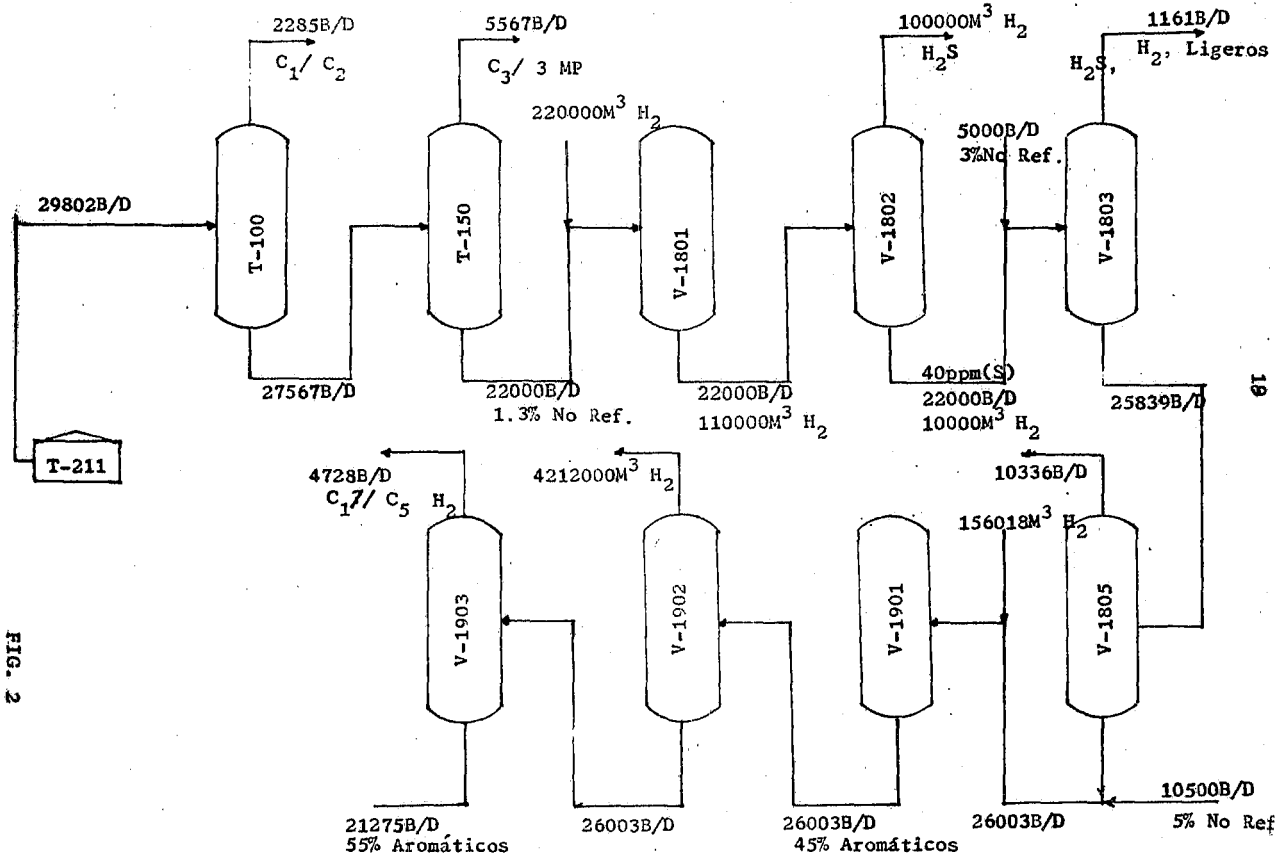 2285B/D
C1/ C2
5567B/D
C3/ 3 MP
100000M3 H2
H2S
1161B/D
H2S, H2, Ligeros
220000M3 H2
5000B/D
3%No Ref.
29802B/D
T-100
T-150
V-1801
V-1802
V-1803
27567B/D
22000B/D
1.3% No Ref.
22000B/D
110000M3 H2
40ppm(S)
22000B/D
10000M3 H2
25839B/D
18
T-211
4728B/D
C17/ C5 H2
4212000M3 H2
156018M3 H2
10336B/D
V-1903
V-1902
V-1901
V-1805
21275B/D
55% Aromáticos
26003B/D
26003B/D
45% Aromáticos
26003B/D
10500B/D
5% No Ref
FIG. 2